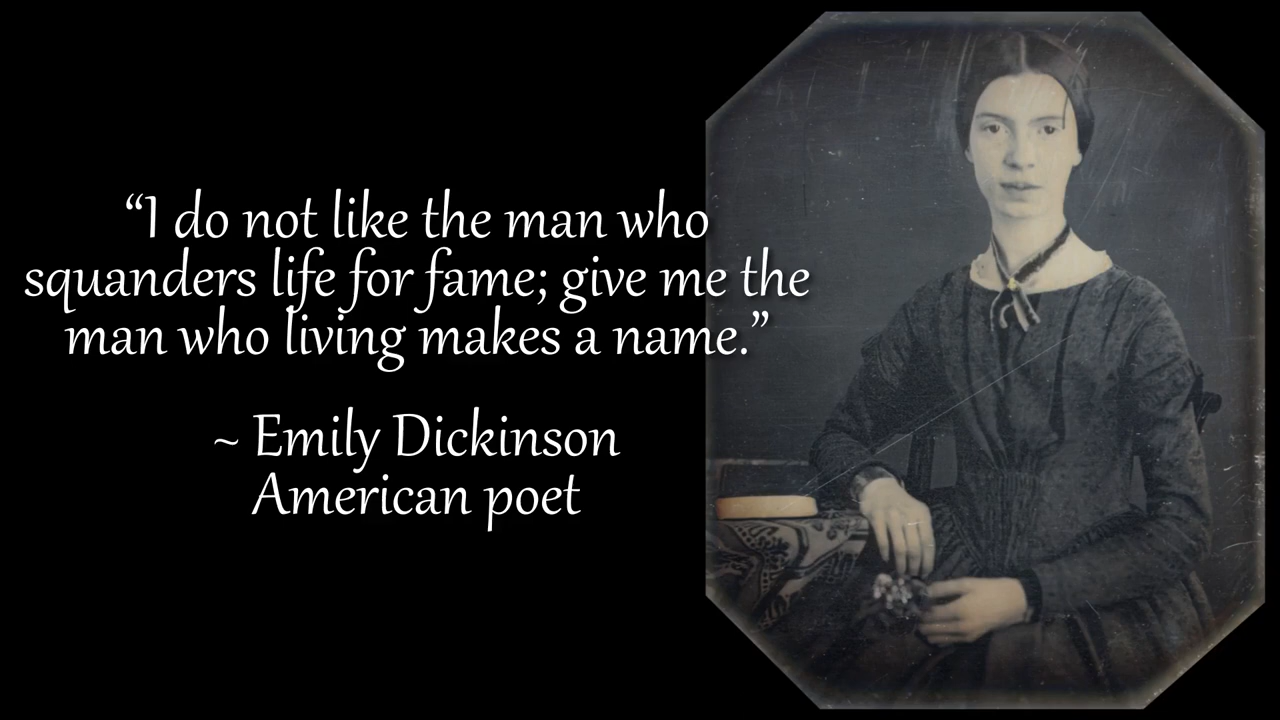 “I do not like the man who
squanders life for fame; give me the
man who living makes a name.”
~ Emily Dickinson
American poet